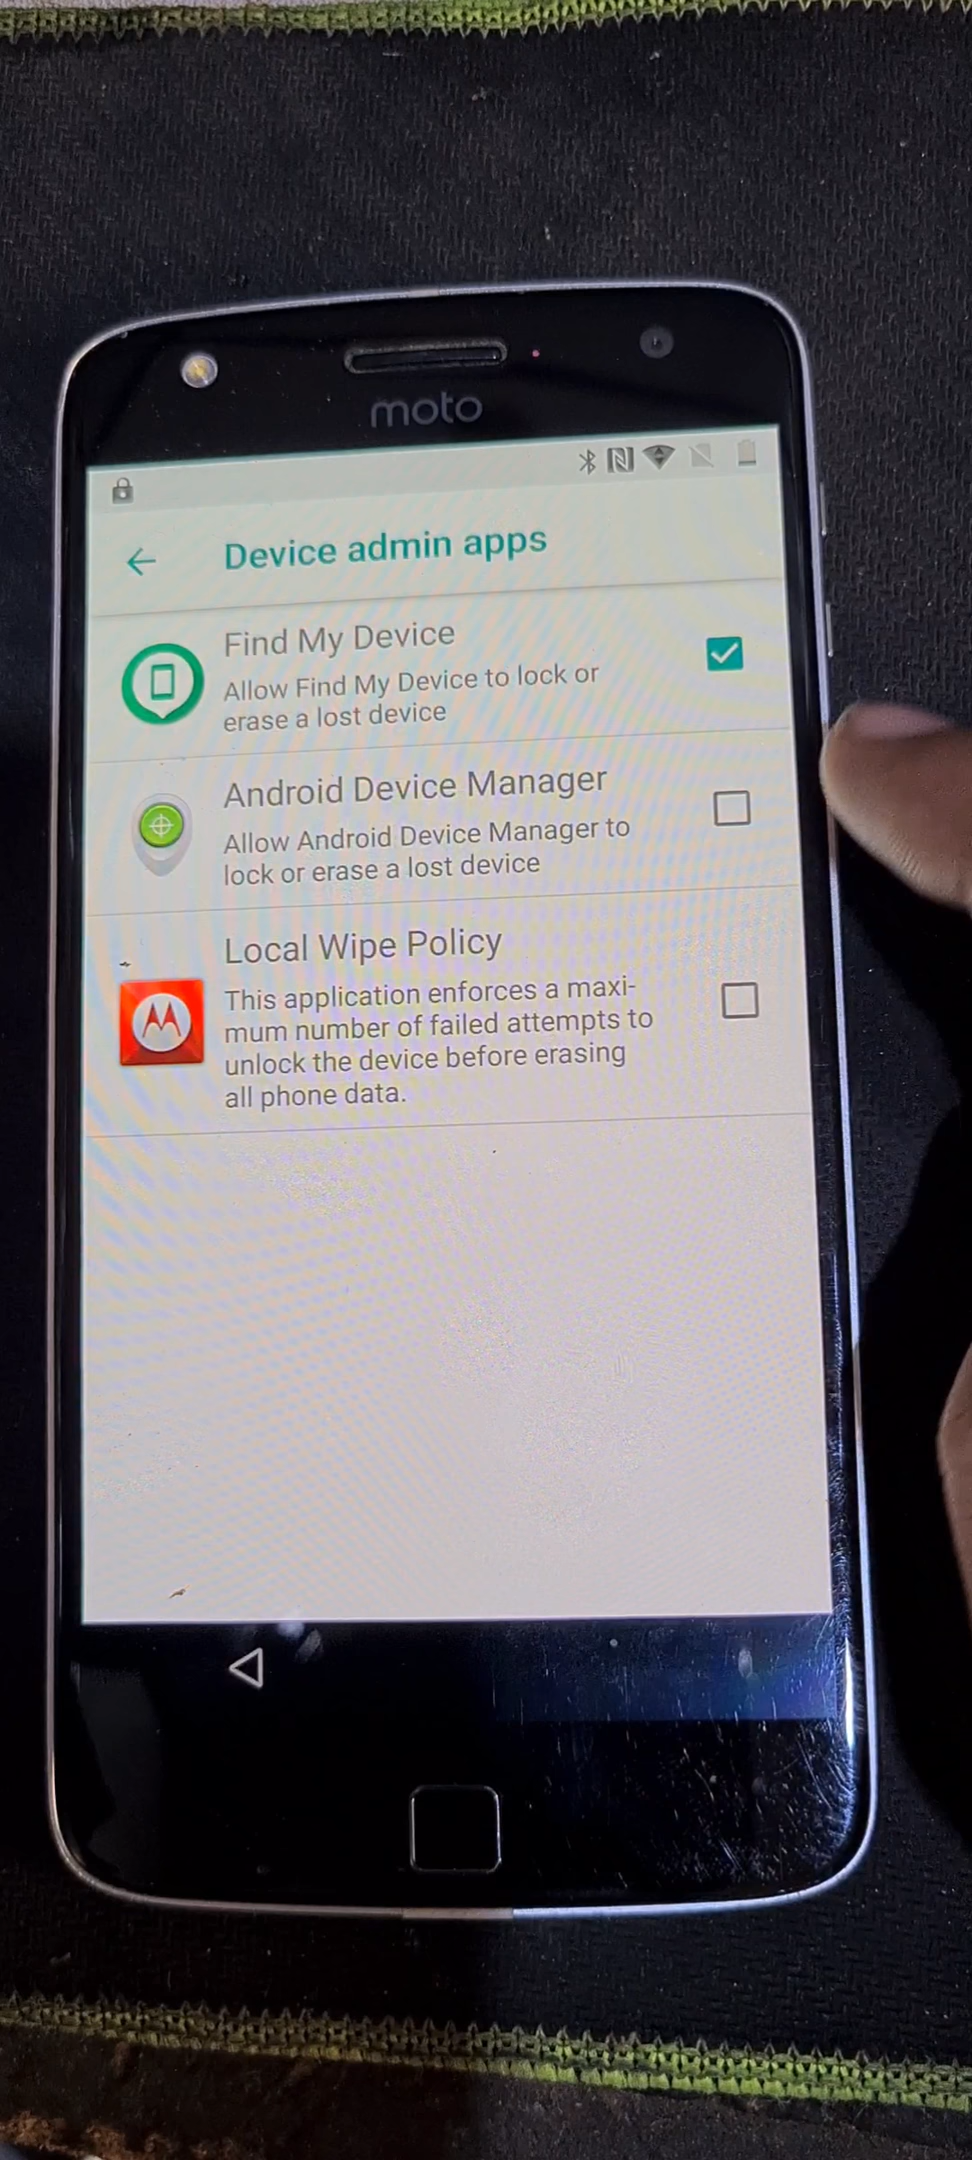 moto
Device admin apps
Find My Device
Allow Find My Device to lock or
erase a lost device
Android Device Manager
Allow Android Device Manager to
lock or erase a lost device
Local Wipe Policy
This application enforces a maxi-
mum number of failed attempts to
unlock the device before erasing
all phone data.